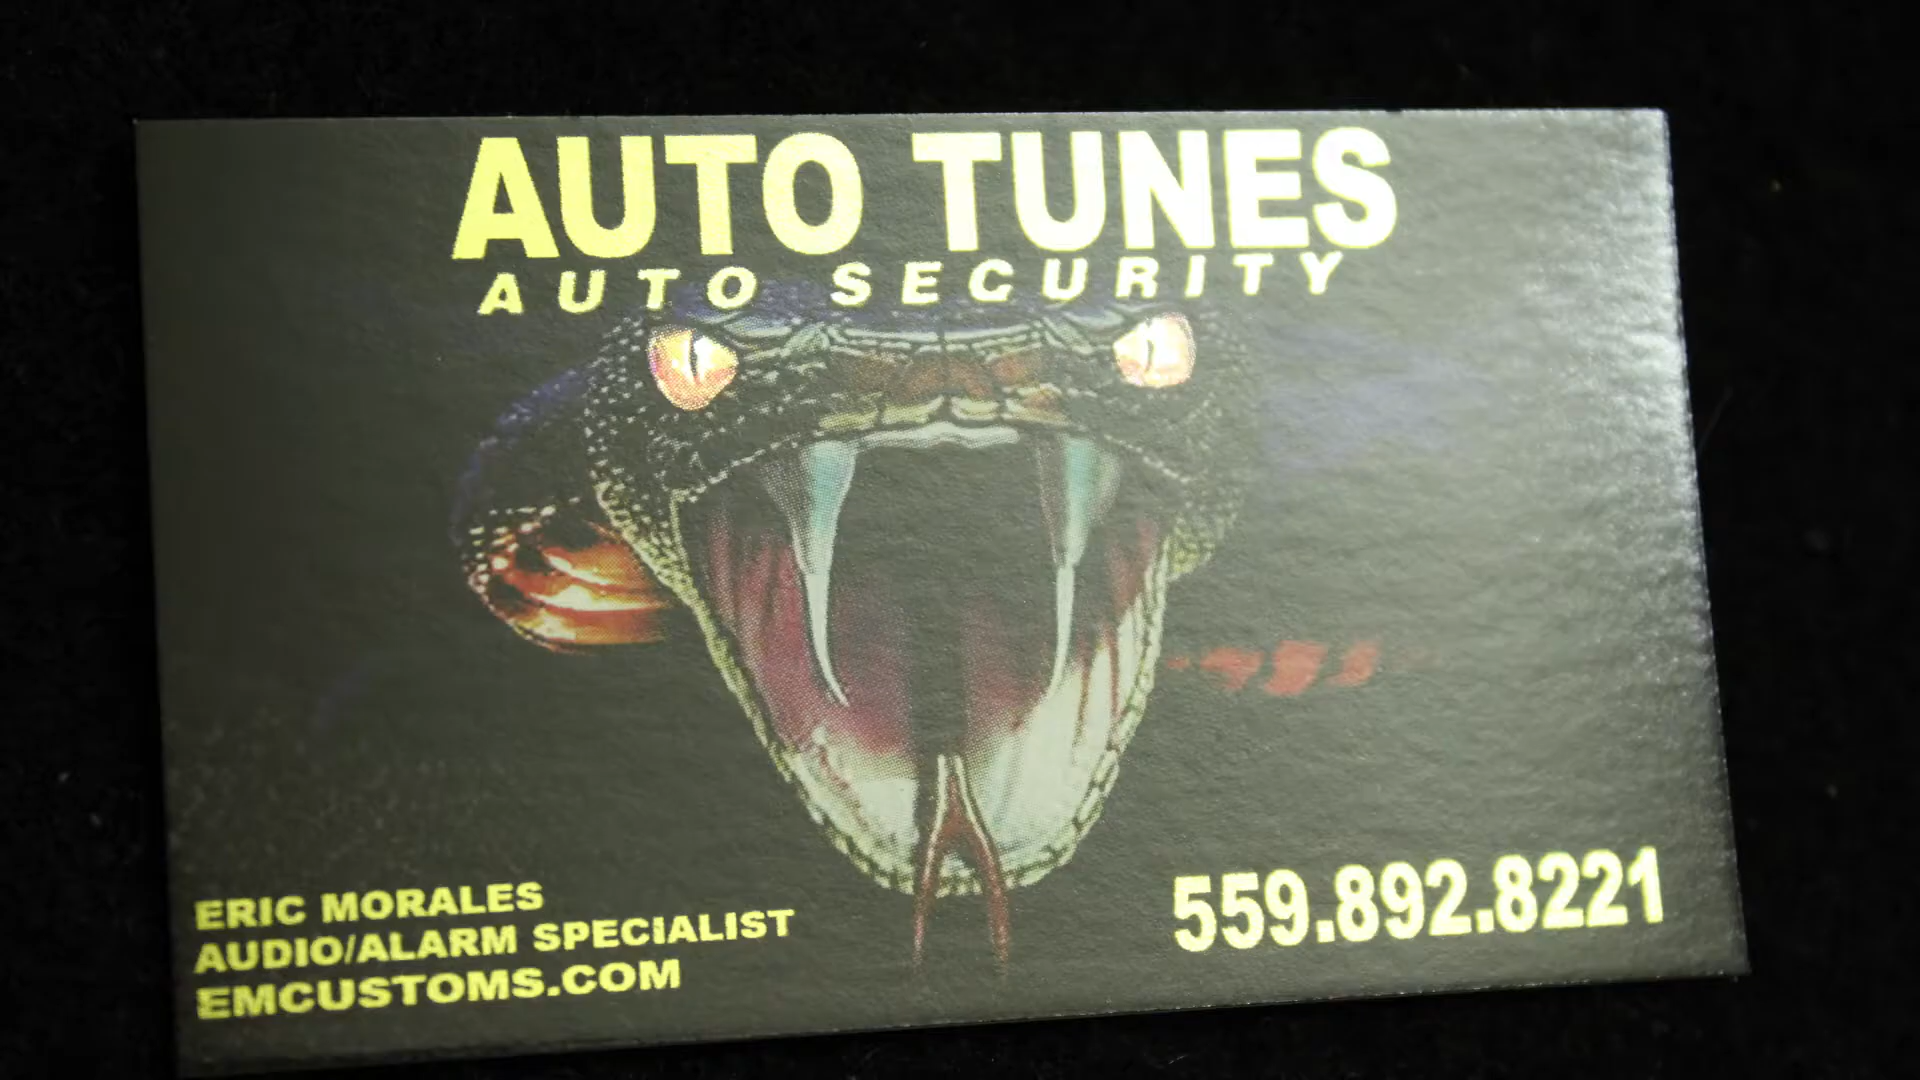 AUTO TUNES
AUTO SECURITY
ERIC MORALES
AUDIO/ALARM SPECIALIST
EMCUSTOMS.COM
559.892.8221